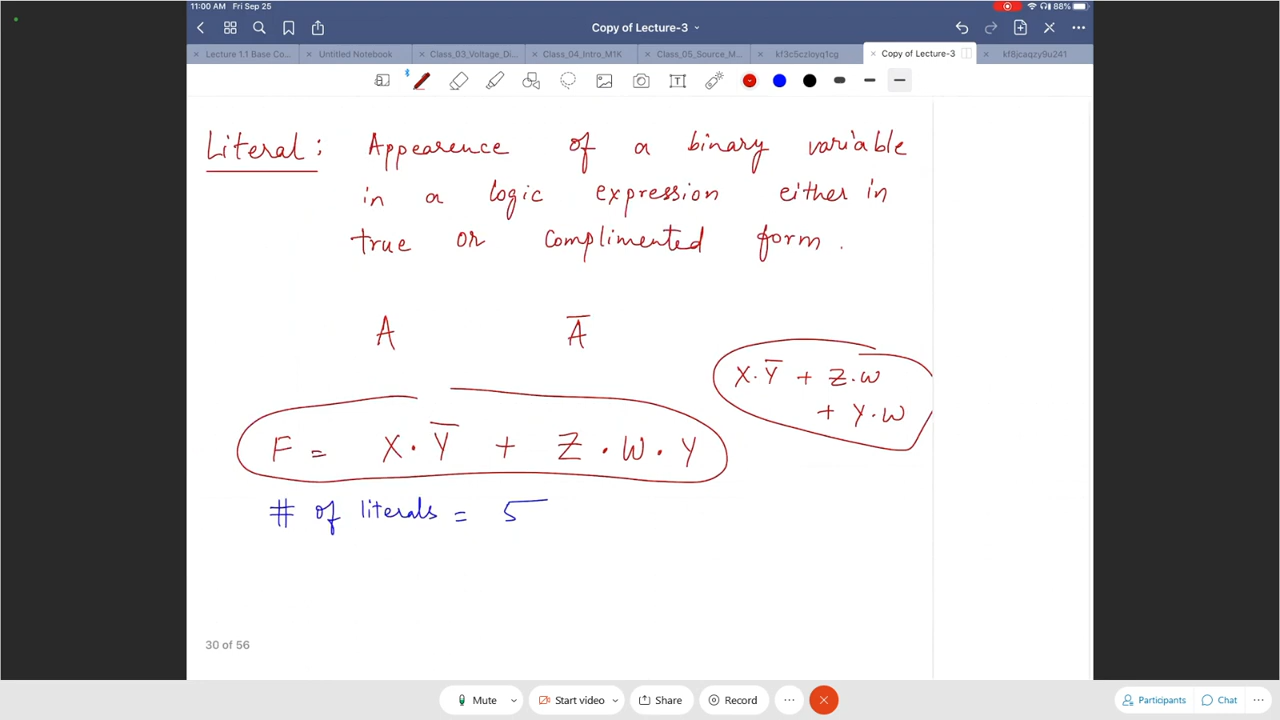 11:00 AM Fri Sep 25
88%
Copy of Lecture-3
Lecture 1.1 Base Co...
Untitled Notebook
Class_03_Voltage_Di...
Class_04_Intro_M1K
Class_05_Source_M...
kf3c5czloyq1cg
Copy of Lecture-3
kf8jcaqzy9u241
Literal : Appearence of a binary variable
in a logic expression either in
true or complimented form .
A A̅
X·Y̅ + Z·W
+ Y·W
F = X · Y̅ + Z · W · Y
# of literals = 5
30 of 56
Mute
Start video
Share
Record
Participants
Chat